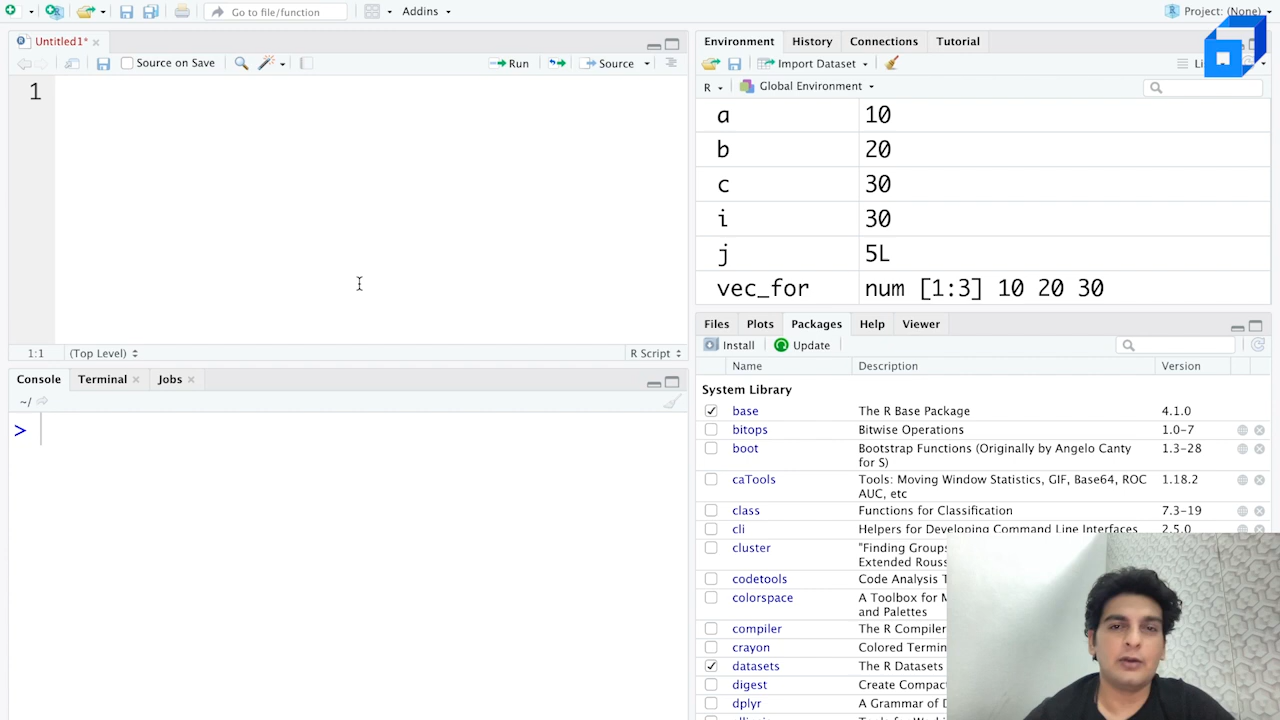 Go to file/function
Addins
Project: (None)
Untitled1*
Source on Save
Run
Source
1
1:1
(Top Level)
R Script
Console
Terminal
Jobs
~/
>
Environment
History
Connections
Tutorial
Import Dataset
R
Global Environment
a 10
b 20
c 30
i 30
j 5L
vec_for num [1:3] 10 20 30
Files
Plots
Packages
Help
Viewer
Install
Update
Name
Description
Version
System Library
base The R Base Package 4.1.0
bitops Bitwise Operations 1.0-7
boot Bootstrap Functions (Originally by Angelo Canty 1.3-28
for S)
caTools Tools: Moving Window Statistics, GIF, Base64, ROC 1.18.2
AUC, etc
class Functions for Classification 7.3-19
cli Helpers for Developing Command Line Interfaces 2.5.0
cluster "Finding Groups
Extended Rouss
codetools Code Analysis T
colorspace A Toolbox for M
and Palettes
compiler The R Compiler
crayon Colored Termin
datasets The R Datasets
digest Create Compac
dplyr A Grammar of D